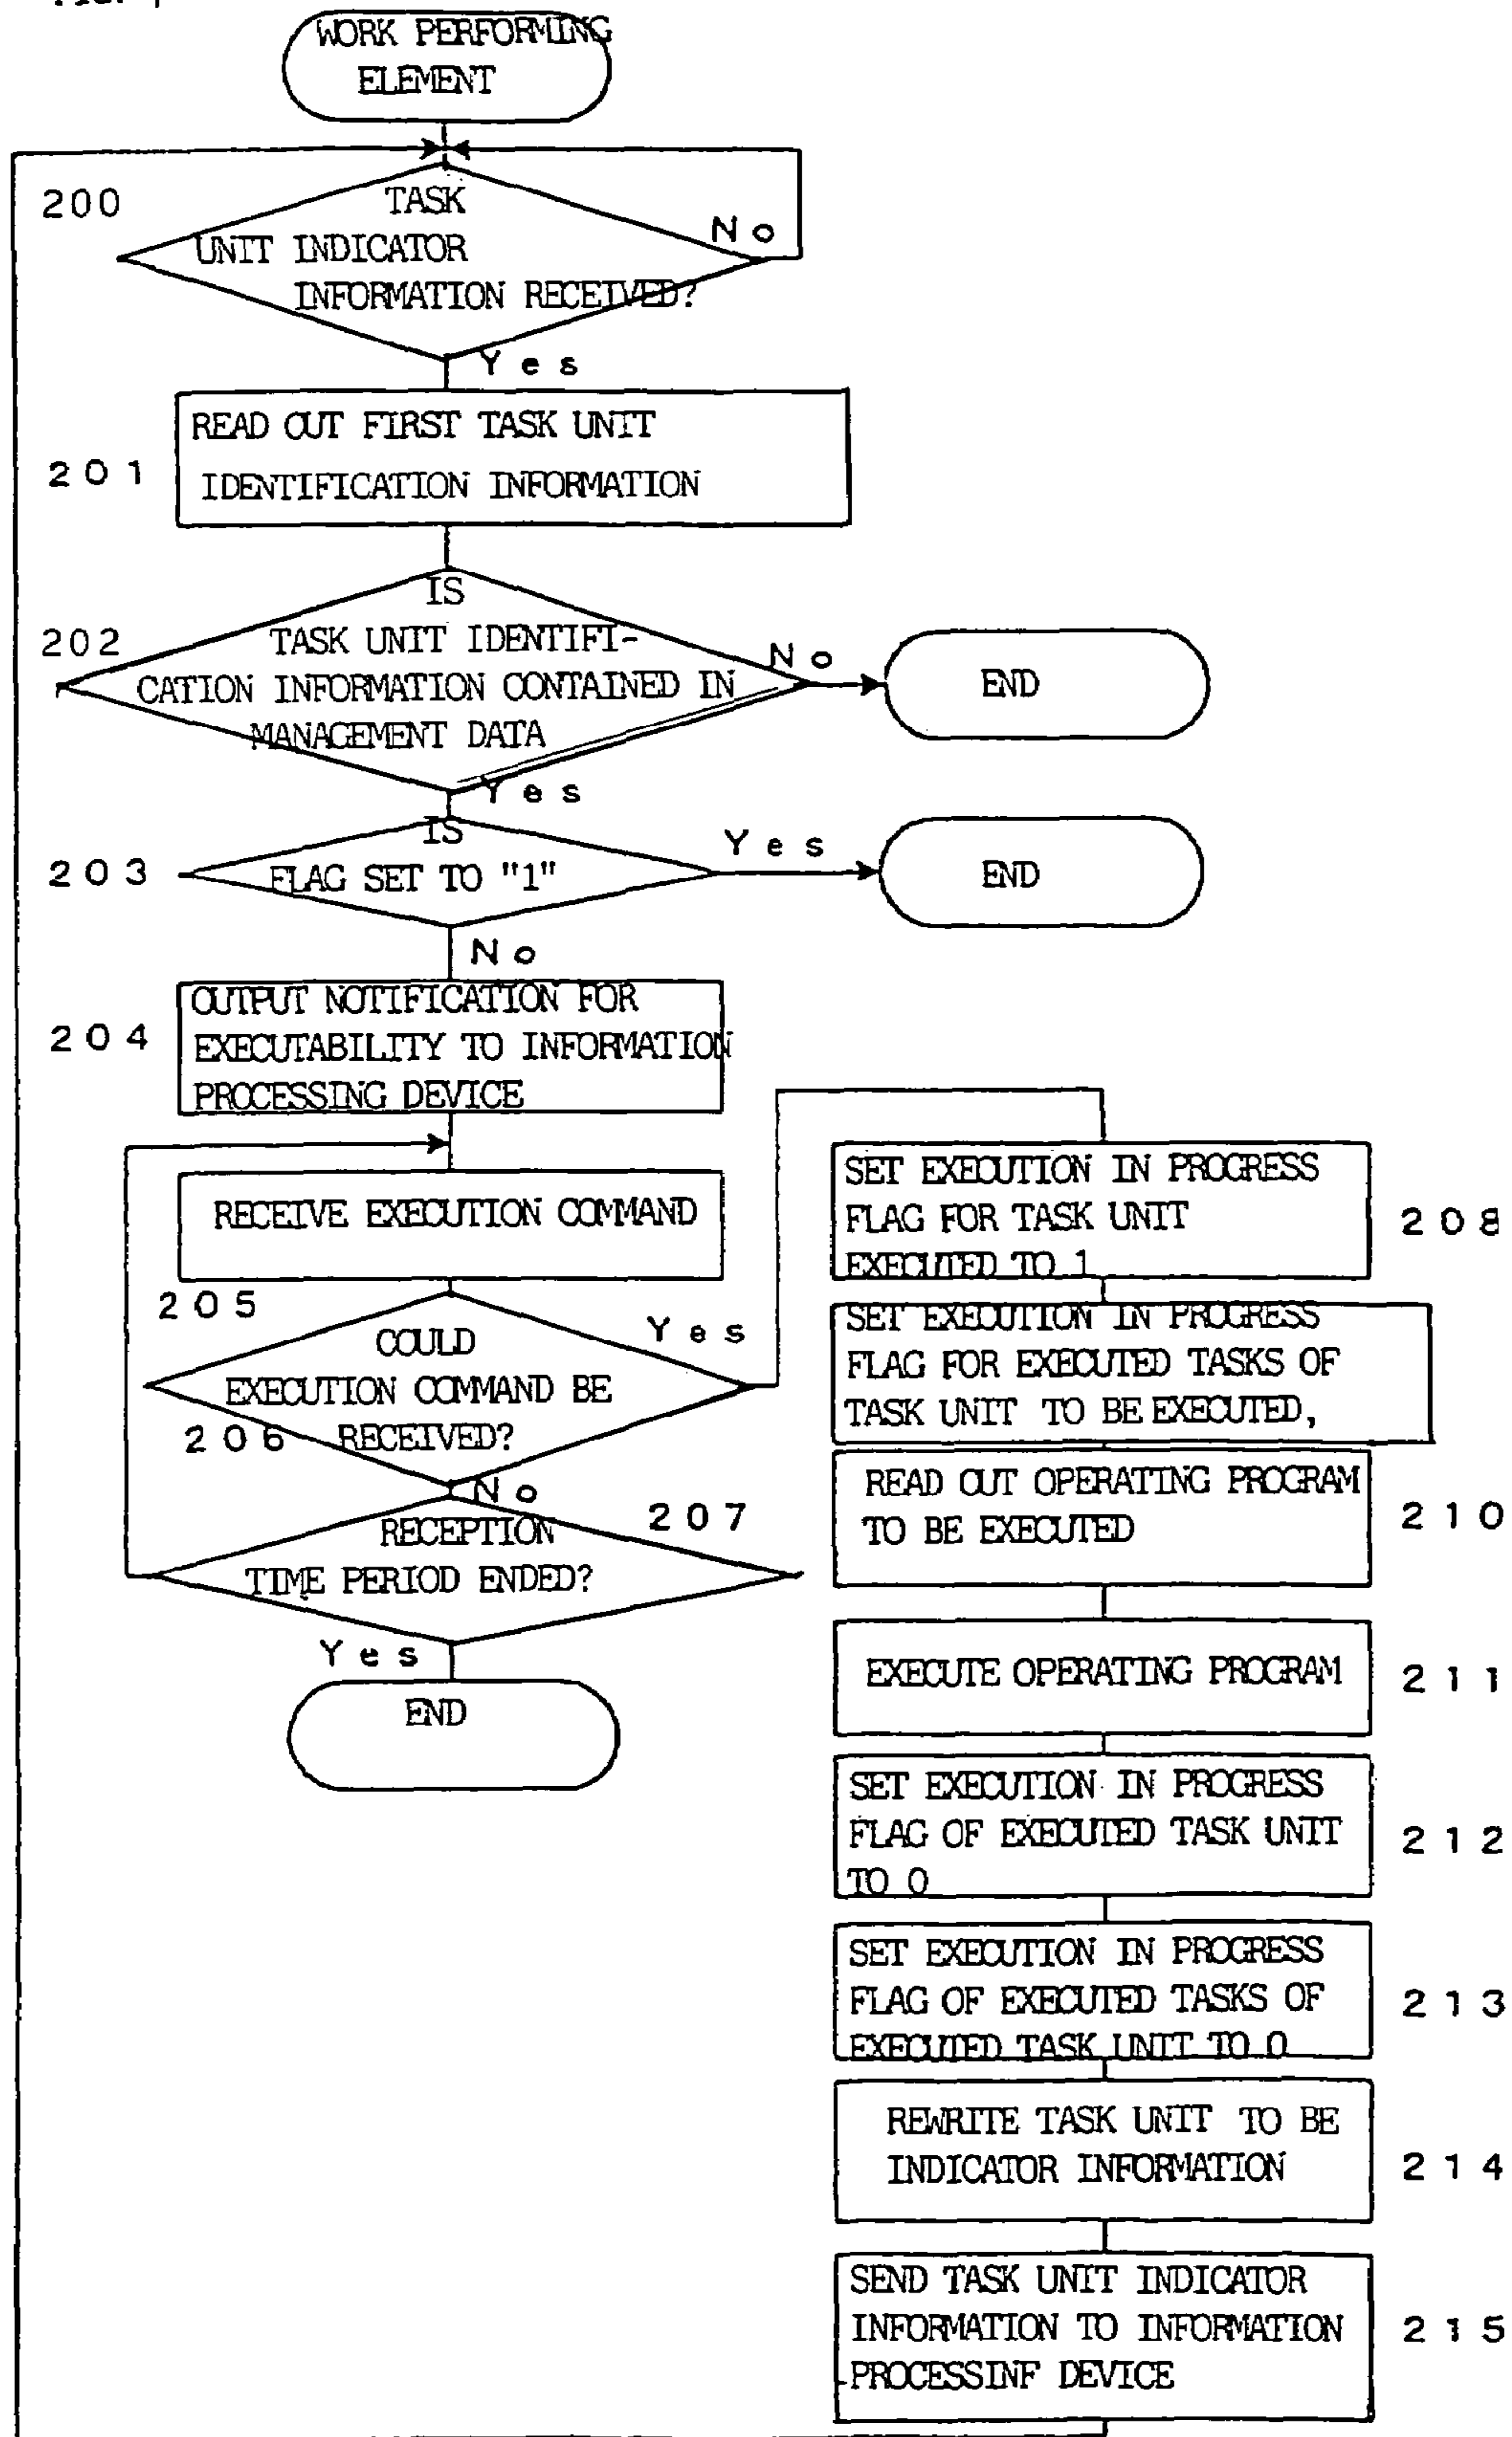 WORK PERFORMING
ELEMENT
200
TASK
UNIT INDICATOR
INFORMATION RECEIVED?
No
Yes
201
READ OUT FIRST TASK UNIT
IDENTIFICATION INFORMATION
202
IS
TASK UNIT IDENTIFI-
CATION INFORMATION CONTAINED IN
MANAGEMENT DATA
No
END
Yes
203
IS
FLAG SET TO "1"
Yes
END
No
204
OUTPUT NOTIFICATION FOR
EXECUTABILITY TO INFORMATION
PROCESSING DEVICE
RECEIVE EXECUTION COMMAND
205
COULD
EXECUTION COMMAND BE
RECEIVED?
Yes
206
No
207
RECEPTION
TIME PERIOD ENDED?
Yes
END
SET EXECUTION IN PROGRESS
FLAG FOR TASK UNIT
EXECUTED TO 1
208
SET EXECUTION IN PROGRESS
FLAG FOR EXECUTED TASKS OF
TASK UNIT TO BE EXECUTED,
READ OUT OPERATING PROGRAM
TO BE EXECUTED
210
EXECUTE OPERATING PROGRAM
211
SET EXECUTION IN PROGRESS
FLAG OF EXECUTED TASK UNIT
TO 0
212
SET EXECUTION IN PROGRESS
FLAG OF EXECUTED TASKS OF
EXECUTED TASK UNIT TO 0
213
REWRITE TASK UNIT TO BE
INDICATOR INFORMATION
214
SEND TASK UNIT INDICATOR
INFORMATION TO INFORMATION
PROCESSINF DEVICE
215